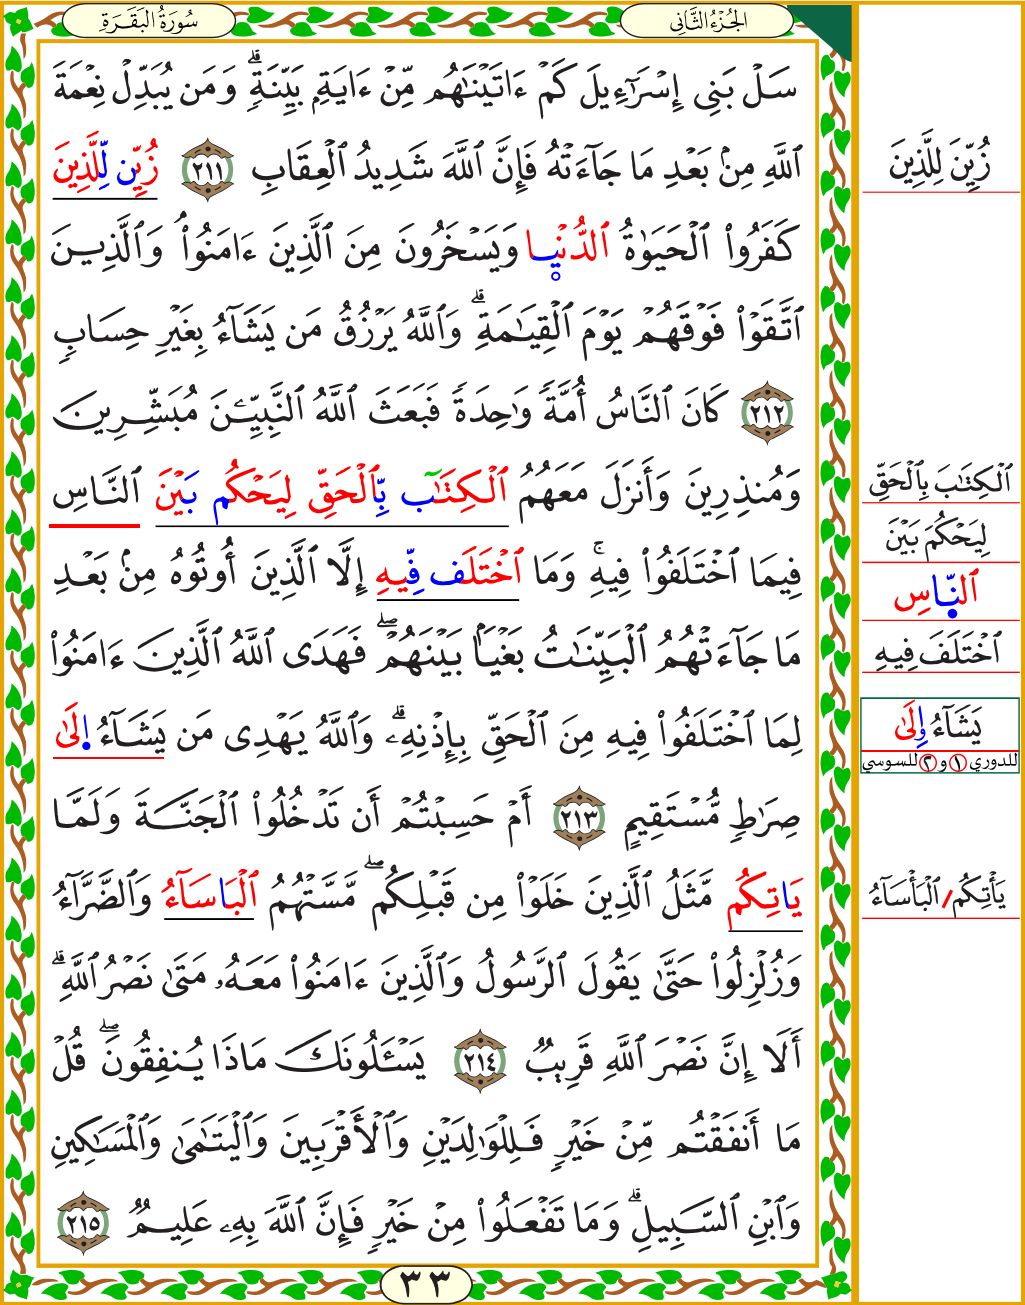 الجُزْءُ الثَّانِي
سُورَةُ البَقَرَةِ
سَلۡ بَنِي إِسۡرَٰٓءِيلَ كَمۡ ءَاتَيۡنَٰهُم مِّنۡ ءَايَةِۭ بَيِّنَةٖۗ وَمَن يُبَدِّلۡ نِعۡمَةَ
ٱللَّهِ مِنۢ بَعۡدِ مَا جَآءَتۡهُ فَإِنَّ ٱللَّهَ شَدِيدُ ٱلۡعِقَابِ ٢١١ زُيِّن لِّلَّذِينَ
كَفَرُواْ ٱلۡحَيَوٰةُ ٱلدُّنۡيۭا وَيَسۡخَرُونَ مِنَ ٱلَّذِينَ ءَامَنُواْۘ وَٱلَّذِينَ
ٱتَّقَوۡاْ فَوۡقَهُمۡ يَوۡمَ ٱلۡقِيَٰمَةِۗ وَٱللَّهُ يَرۡزُقُ مَن يَشَآءُ بِغَيۡرِ حِسَابٖ
٢١٢ كَانَ ٱلنَّاسُ أُمَّةٗ وَٰحِدَةٗ فَبَعَثَ ٱللَّهُ ٱلنَّبِيِّـۧنَ مُبَشِّرِينَ
وَمُنذِرِينَ وَأَنزَلَ مَعَهُمُ ٱلۡكِتَٰٓب بِّٱلۡحَقِّ لِيَحۡكُم بَيۡنَ ٱلنَّاسِ
فِيمَا ٱخۡتَلَفُواْ فِيهِۚ وَمَا ٱخۡتَلَف فِّيهِ إِلَّا ٱلَّذِينَ أُوتُوهُ مِنۢ بَعۡدِ
مَا جَآءَتۡهُمُ ٱلۡبَيِّنَٰتُ بَغۡيَۢا بَيۡنَهُمۡۖ فَهَدَى ٱللَّهُ ٱلَّذِينَ ءَامَنُواْ
لِمَا ٱخۡتَلَفُواْ فِيهِ مِنَ ٱلۡحَقِّ بِإِذۡنِهِۦۗ وَٱللَّهُ يَهۡدِي مَن يَشَآءُ ا۪لَىٰ
صِرَٰطٖ مُّسۡتَقِيمٍ ٢١٣ أَمۡ حَسِبۡتُمۡ أَن تَدۡخُلُواْ ٱلۡجَنَّةَ وَلَمَّا
يَاتِكُم مَّثَلُ ٱلَّذِينَ خَلَوۡاْ مِن قَبۡلِكُمۖ مَّسَّتۡهُمُ ٱلۡبَاسَآءُ وَٱلضَّرَّآءُ
وَزُلۡزِلُواْ حَتَّىٰ يَقُولَ ٱلرَّسُولُ وَٱلَّذِينَ ءَامَنُواْ مَعَهُۥ مَتَىٰ نَصۡرُ ٱللَّهِۗ
أَلَآ إِنَّ نَصۡرَ ٱللَّهِ قَرِيبٞ ٢١٤ يَسۡـَٔلُونَكَ مَاذَا يُنفِقُونَۖ قُلۡ
مَا أَنفَقۡتُم مِّنۡ خَيۡرٖ فَلِلۡوَٰلِدَيۡنِ وَٱلۡأَقۡرَبِينَ وَٱلۡيَتَٰمَىٰ وَٱلۡمَسَٰكِينِ
وَٱبۡنِ ٱلسَّبِيلِۗ وَمَا تَفۡعَلُواْ مِنۡ خَيۡرٖ فَإِنَّ ٱللَّهَ بِهِۦ عَلِيمٞ ٢١٥
٣٣
زُيِّنَ لِلَّذِينَ
ٱلۡكِتَٰبَ بِٱلۡحَقِّ
لِيَحۡكُمَ بَيۡنَ
ٱلنَّ۪اسِ
ٱخۡتَلَفَ فِيهِ
يَشَآءُ وِلَىٰ
للدوري ١ و ٢ للسوسي
يَأۡتِكُم / ٱلۡبَأۡسَآءُ